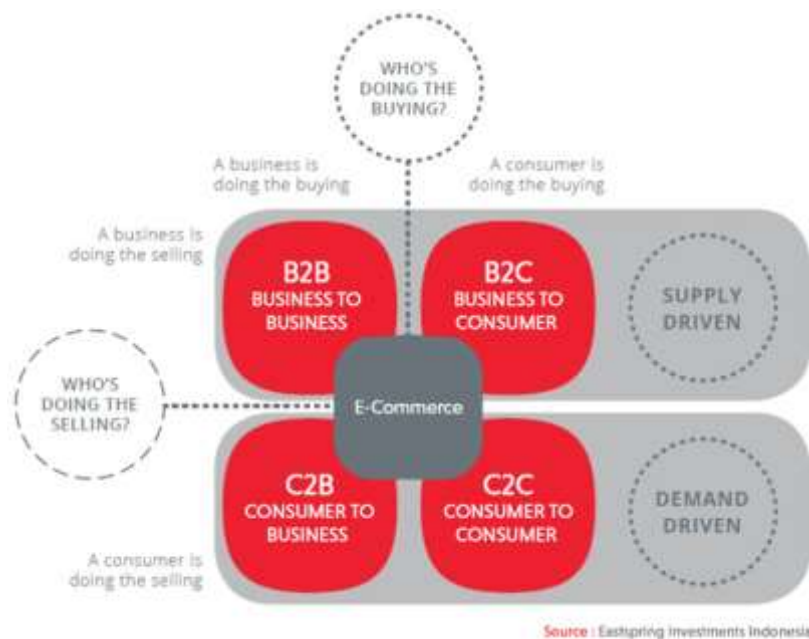 WHO'S
DOING THE
BUYING?
A business is
doing the buying
A consumer is
doing the buying
A business is
doing the selling
B2B
BUSINESS TO
BUSINESS
B2C
BUSINESS TO
CONSUMER
SUPPLY
DRIVEN
WHO'S
DOING THE
SELLING?
E-Commerce
C2B
CONSUMER TO
BUSINESS
C2C
CONSUMER TO
CONSUMER
DEMAND
DRIVEN
A consumer is
doing the selling
Source : Eastspring Investments Indonesia